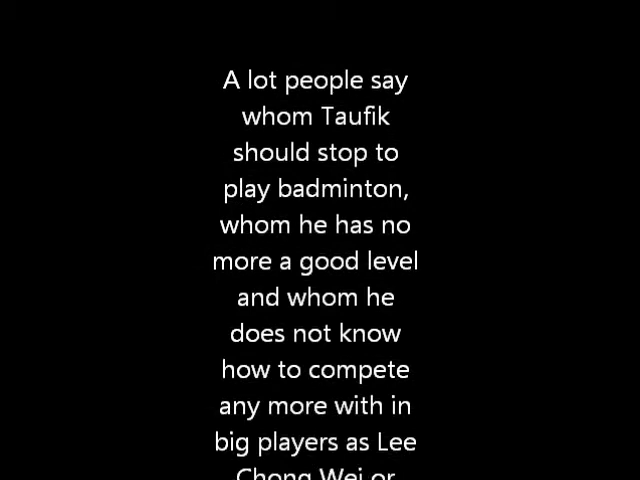 A lot people say
whom Taufik
should stop to
play badminton,
whom he has no
more a good level
and whom he
does not know
how to compete
any more with in
big players as Lee
Chong Wei or